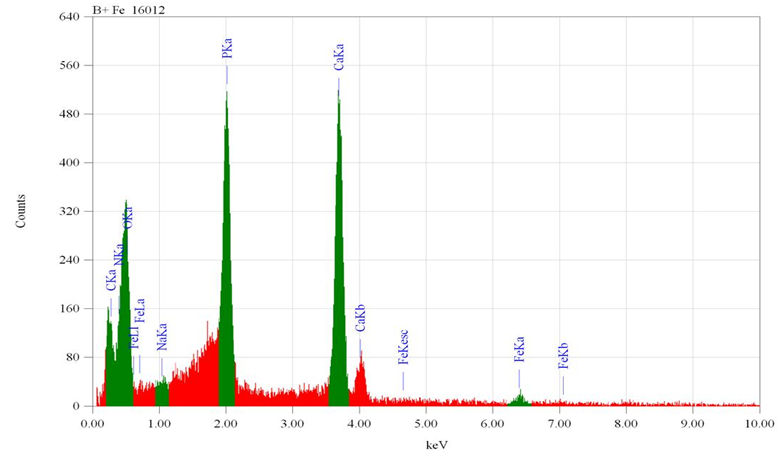 B+ Fe 16012
640
560
480
400
320
240
160
80
0
Counts
CKa
NKa
OKa
FeLl
FeLa
NaKa
PKa
CaKa
CaKb
FeKesc
FeKa
FeKb
0.00 1.00 2.00 3.00 4.00 5.00 6.00 7.00 8.00 9.00 10.00
keV